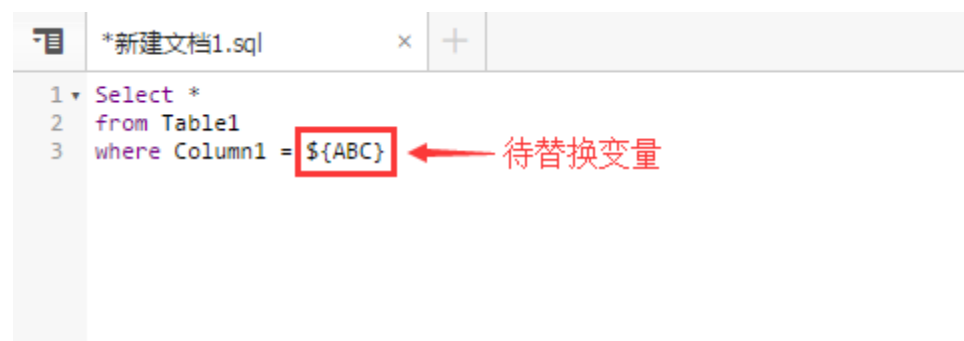 *新建文档1.sql × +
1 Select *
2 from Table1
3 where Column1 = ${ABC} 待替换变量